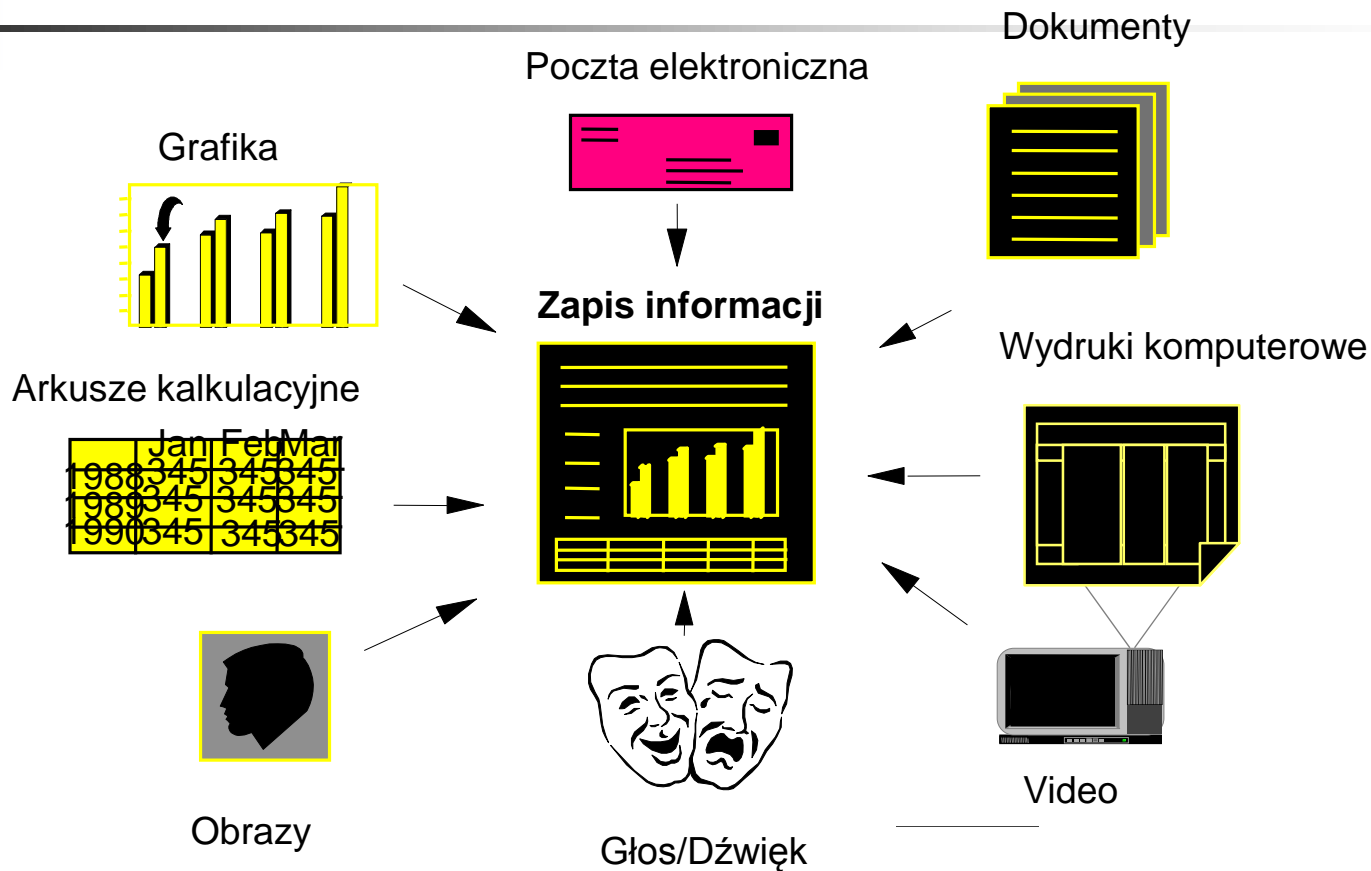 Dokumenty
Poczta elektroniczna
Grafika
Zapis informacji
Wydruki komputerowe
Arkusze kalkulacyjne
Jan Feb Mar
1988 345 345 345
1989 345 345 345
1990 345 345 345
Video
Obrazy
Głos/Dźwięk